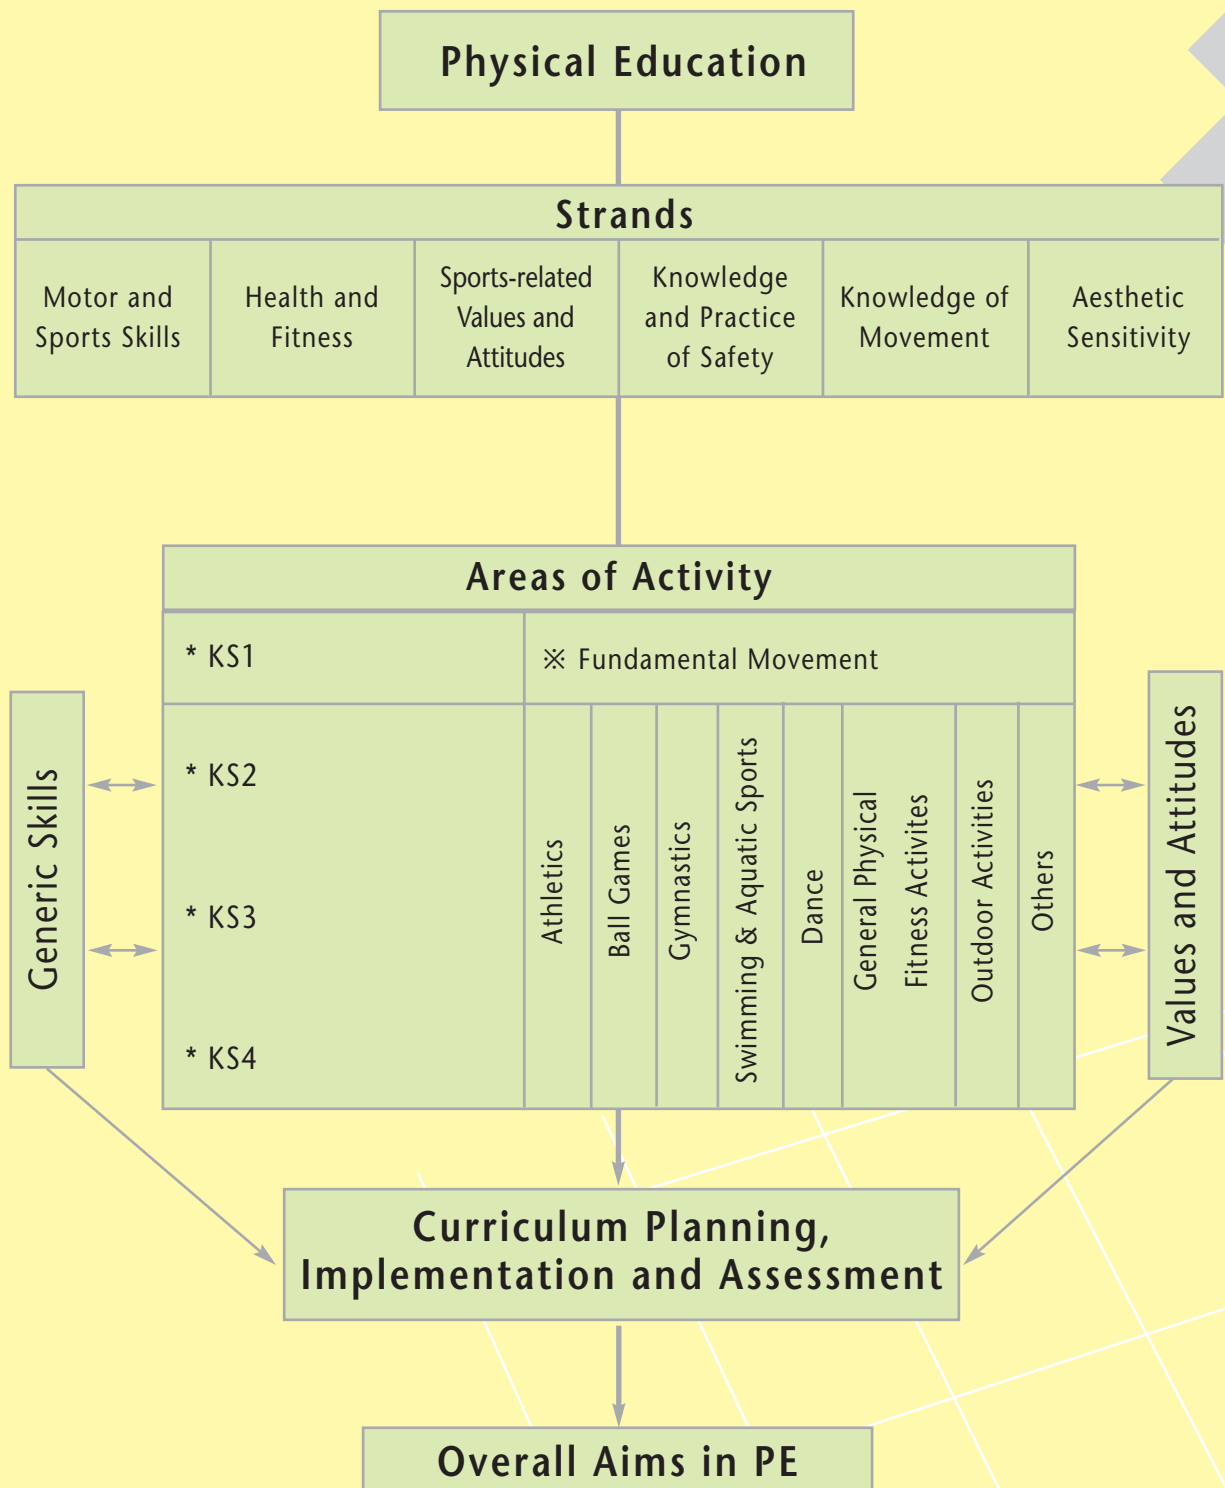 Physical Education
Strands
Motor and
Sports Skills
Health and
Fitness
Sports-related
Values and
Attitudes
Knowledge
and Practice
of Safety
Knowledge of
Movement
Aesthetic
Sensitivity
Areas of Activity
* KS1
※ Fundamental Movement
* KS2
* KS3
* KS4
Athletics
Ball Games
Gymnastics
Swimming & Aquatic Sports
Dance
General Physical
Fitness Activites
Outdoor Activities
Others
Generic Skills
Values and Attitudes
Curriculum Planning,
Implementation and Assessment
Overall Aims in PE